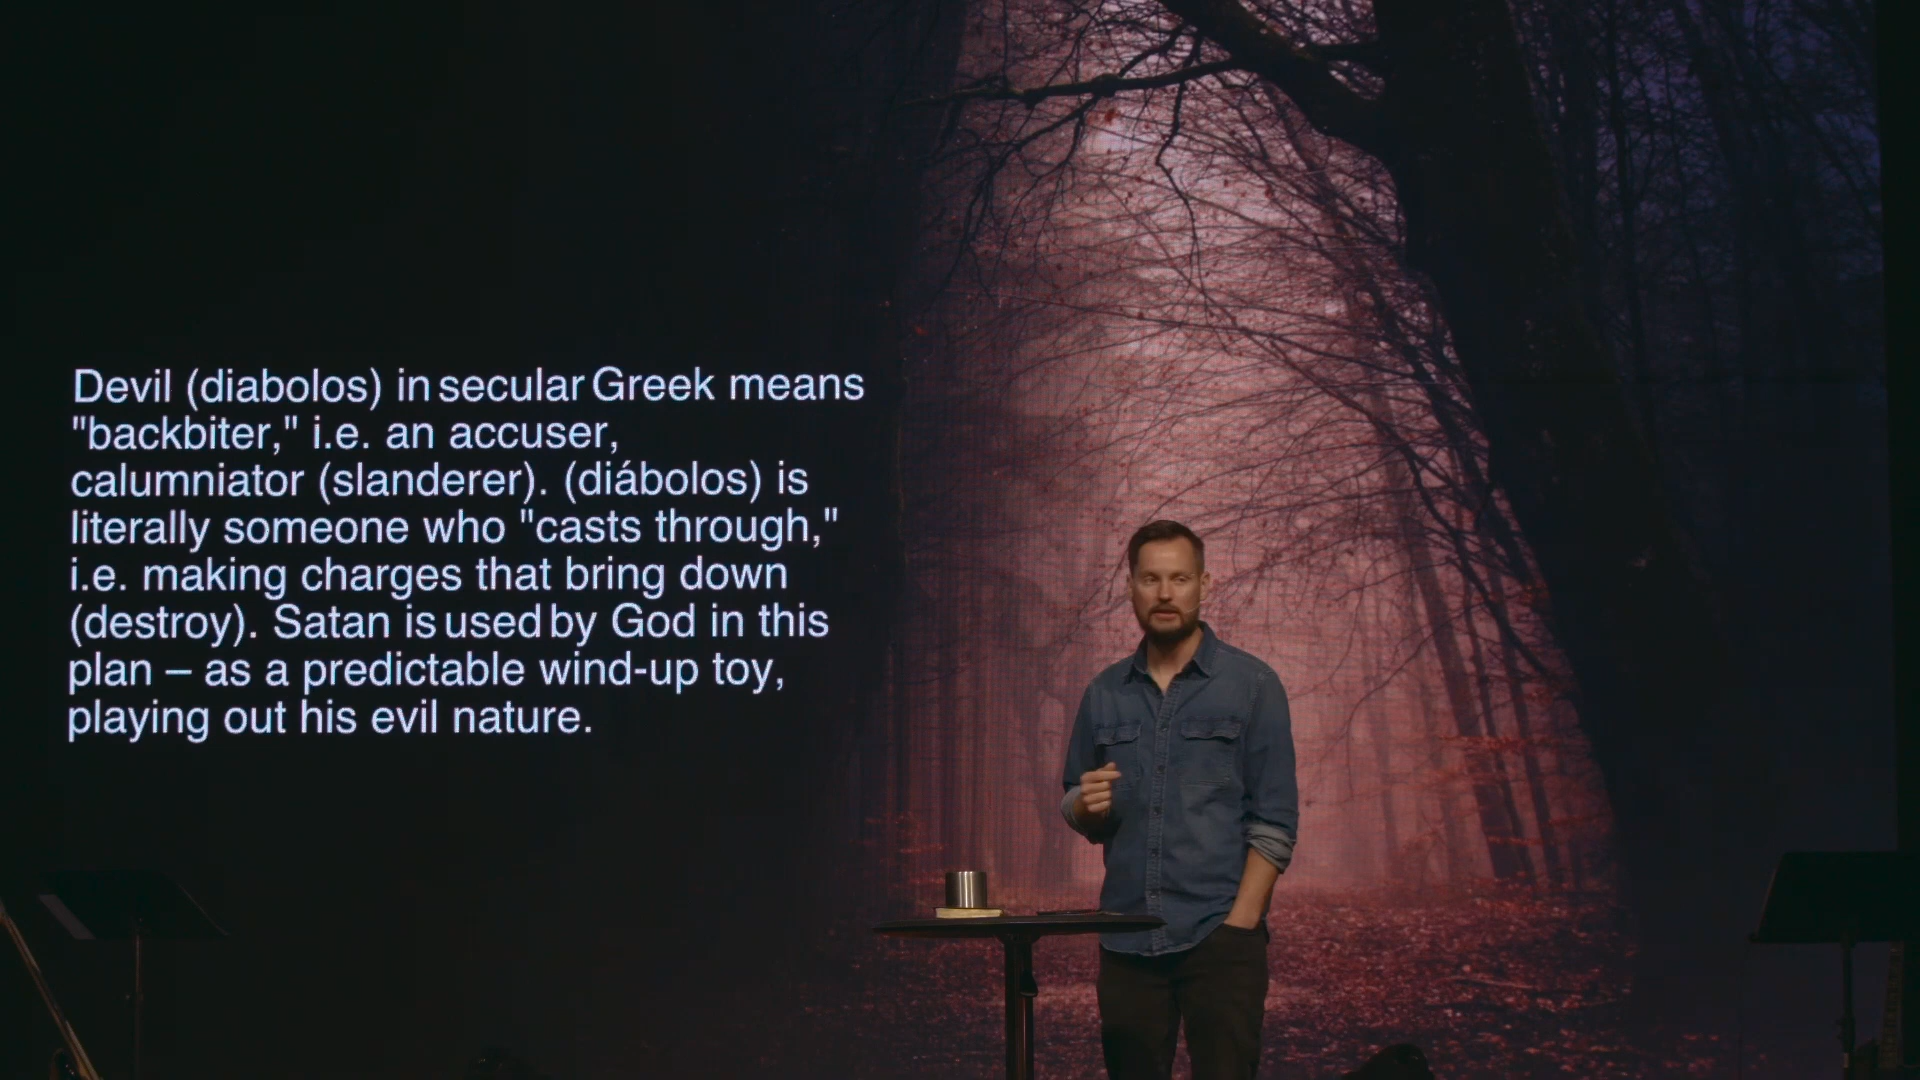 Devil (diabolos) in secular Greek means
"backbiter," i.e. an accuser,
calumniator (slanderer). (diábolos) is
literally someone who "casts through,"
i.e. making charges that bring down
(destroy). Satan is used by God in this
plan – as a predictable wind-up toy,
playing out his evil nature.